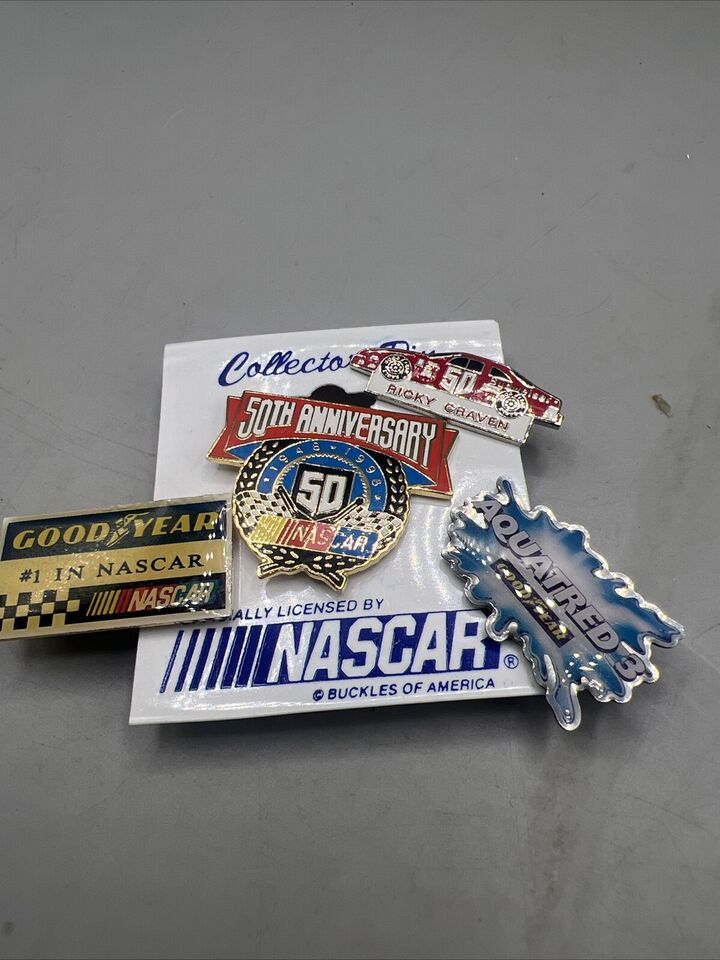 Collector
50
RICKY CRAVEN
50TH ANNIVERSARY
1948 * 1998
50
NASCAR
GOODYEAR
#1 IN NASCAR
NASCAR
AQUATRED 3
GOODYEAR
ALLY LICENSED BY
NASCAR®
© BUCKLES OF AMERICA